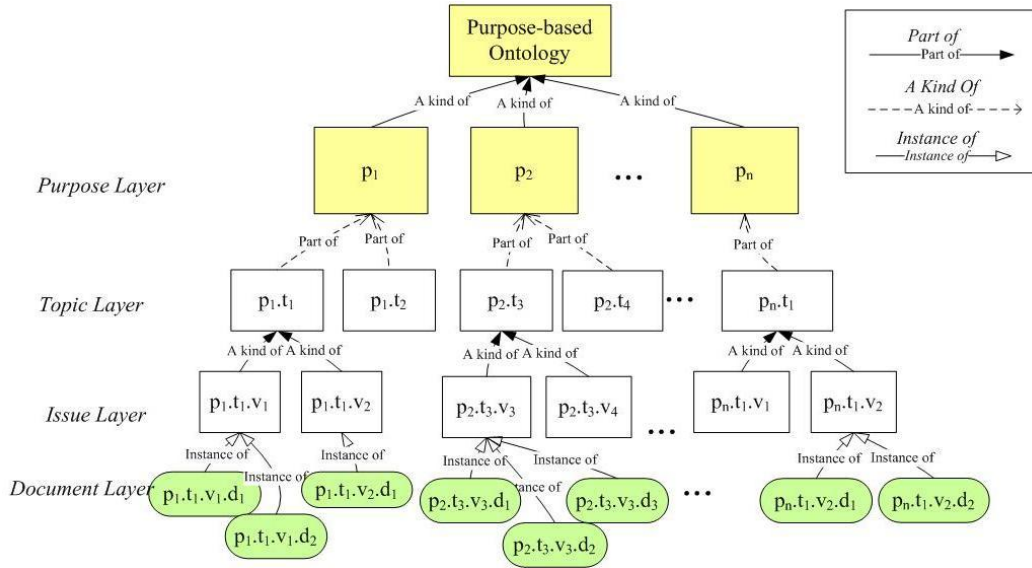 Purpose-based
Ontology
Part of
Part of
A Kind Of
A kind of
Instance of
Instance of
A kind of
A kind of
A kind of
Purpose Layer
p₁
p₂
...
pₙ
Part of
Part of
Part of
Part of
Part of
Topic Layer
p₁.t₁
p₁.t₂
p₂.t₃
p₂.t₄
...
pₙ.t₁
A kind of
A kind of
A kind of
A kind of
A kind of
A kind of
Issue Layer
p₁.t₁.v₁
p₁.t₁.v₂
p₂.t₃.v₃
p₂.t₃.v₄
...
pₙ.t₁.v₁
pₙ.t₁.v₂
Instance of
Instance of
Instance of
Instance of
Instance of
Instance of
Instance of
Document Layer
p₁.t₁.v₁.d₁
p₁.t₁.v₁.d₂
p₁.t₁.v₂.d₁
p₂.t₃.v₃.d₁
stance of
p₂.t₃.v₃.d₂
p₂.t₃.v₃.d₃
...
pₙ.t₁.v₂.d₁
pₙ.t₁.v₂.d₂